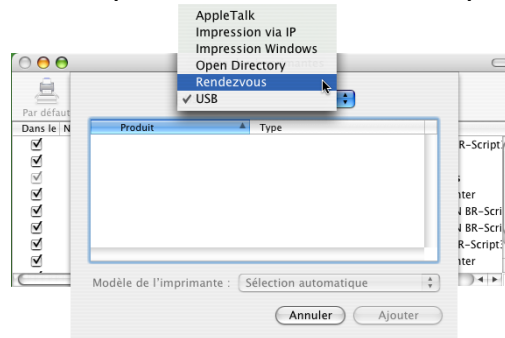 AppleTalk
Impression via IP
Impression Windows
Open Directory
Rendezvous
✓ USB
Par défaut
Dans le N
Produit Type
R-Script
nter
N BR-Scri
N BR-Scri
R-Script3
nter
Modèle de l'imprimante : Sélection automatique
Annuler Ajouter